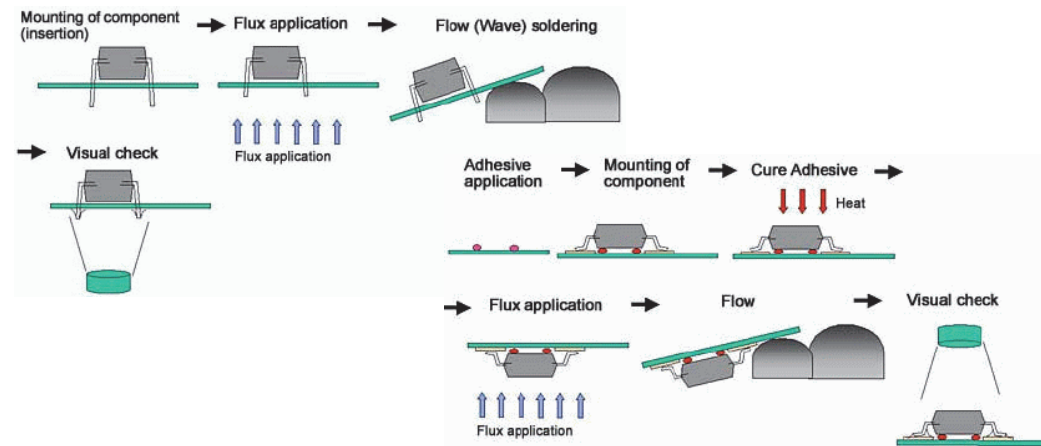 Mounting of component
(insertion)
Flux application
Flow (Wave) soldering
Flux application
Visual check
Adhesive
application
Mounting of
component
Cure Adhesive
Heat
Flux application
Flow
Visual check
Flux application